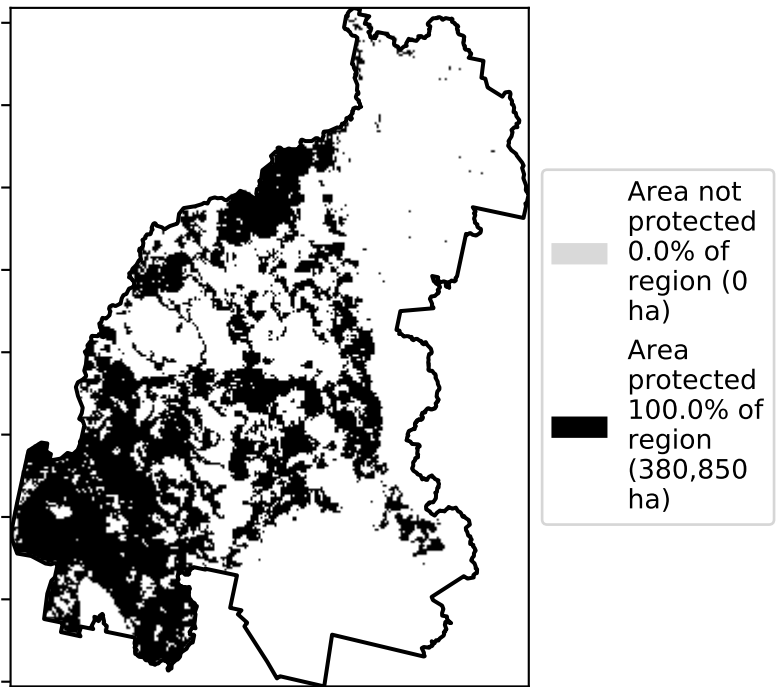 Area not
protected
0.0% of
region (0
ha)
Area
protected
100.0% of
region
(380,850
ha)